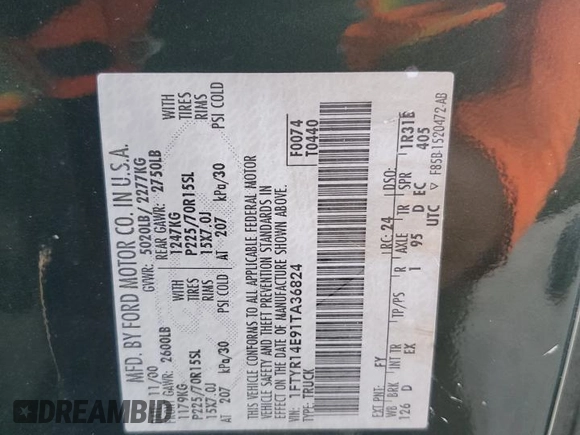 MFD. BY FORD MOTOR CO. IN U.S.A.
11/00 GVWR: 5020LB/ 2277KG
GAWR: 2600LB REAR GAWR: 2750LB
1179KG WITH 1247KG WITH
P225/70R15SL TIRES P225/70R15SL TIRES
15X7.0J RIMS 15X7.0J RIMS
AT 207 kPa/30 PSI COLD AT 207 kPa/30 PSI COLD
THIS VEHICLE CONFORMS TO ALL APPLICABLE FEDERAL MOTOR
VEHICLE SAFETY AND THEFT PREVENTION STANDARDS IN
EFFECT ON THE DATE OF MANUFACTURE SHOWN ABOVE.
VIN: 1FTYR14E91TA36824 F0074
TYPE: TRUCK T0440
EXT PNT: FY RC: 24 DSO:
WB BRK INT TR TP/PS R AXLE TR SPR 1R31E
126 D EX 1 95 D EC 405
UTC F85B-1520472-AB
DREAMBID